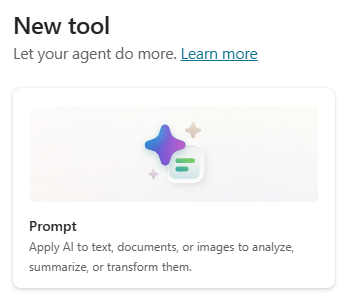 New tool
Let your agent do more. Learn more
Prompt
Apply AI to text, documents, or images to analyze,
summarize, or transform them.